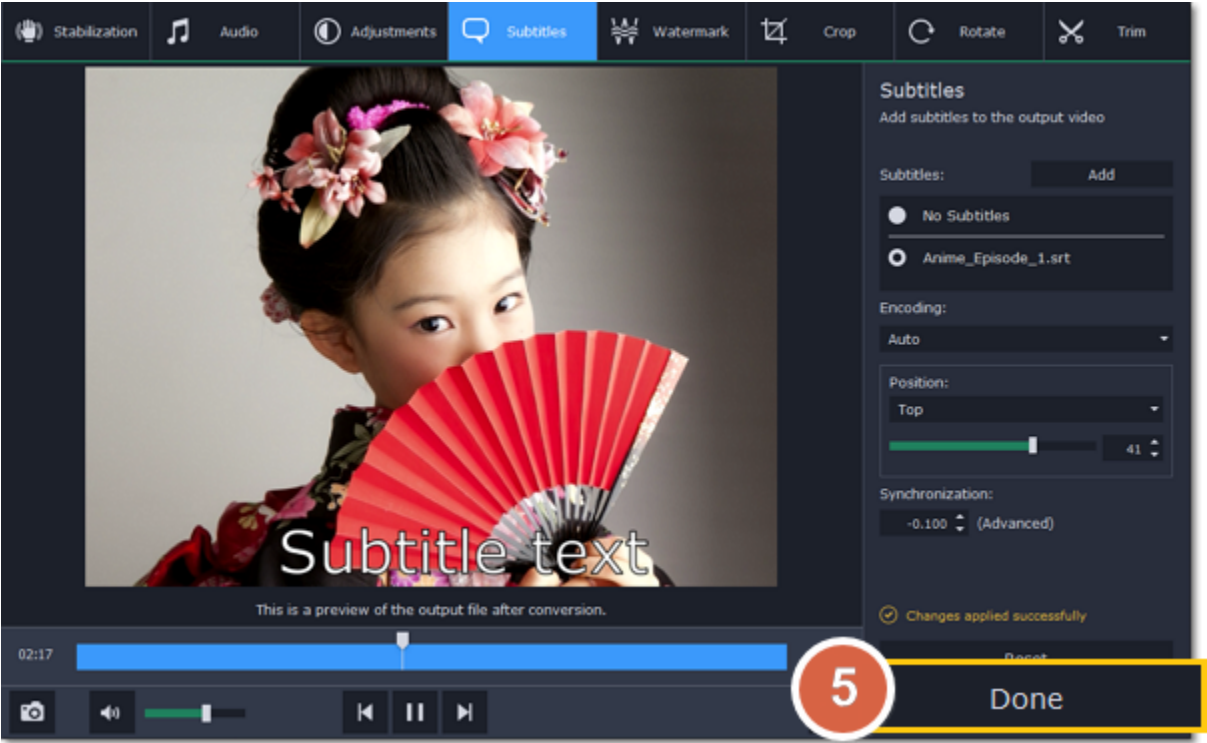 Stabilization Audio Adjustments Subtitles Watermark Crop Rotate Trim
Subtitles
Add subtitles to the output video
Subtitles: Add
No Subtitles
Anime_Episode_1.srt
Encoding:
Auto
Position:
Top
41
Synchronization:
-0.100 (Advanced)
Subtitle text
This is a preview of the output file after conversion.
Changes applied successfully
02:17
Reset
5 Done